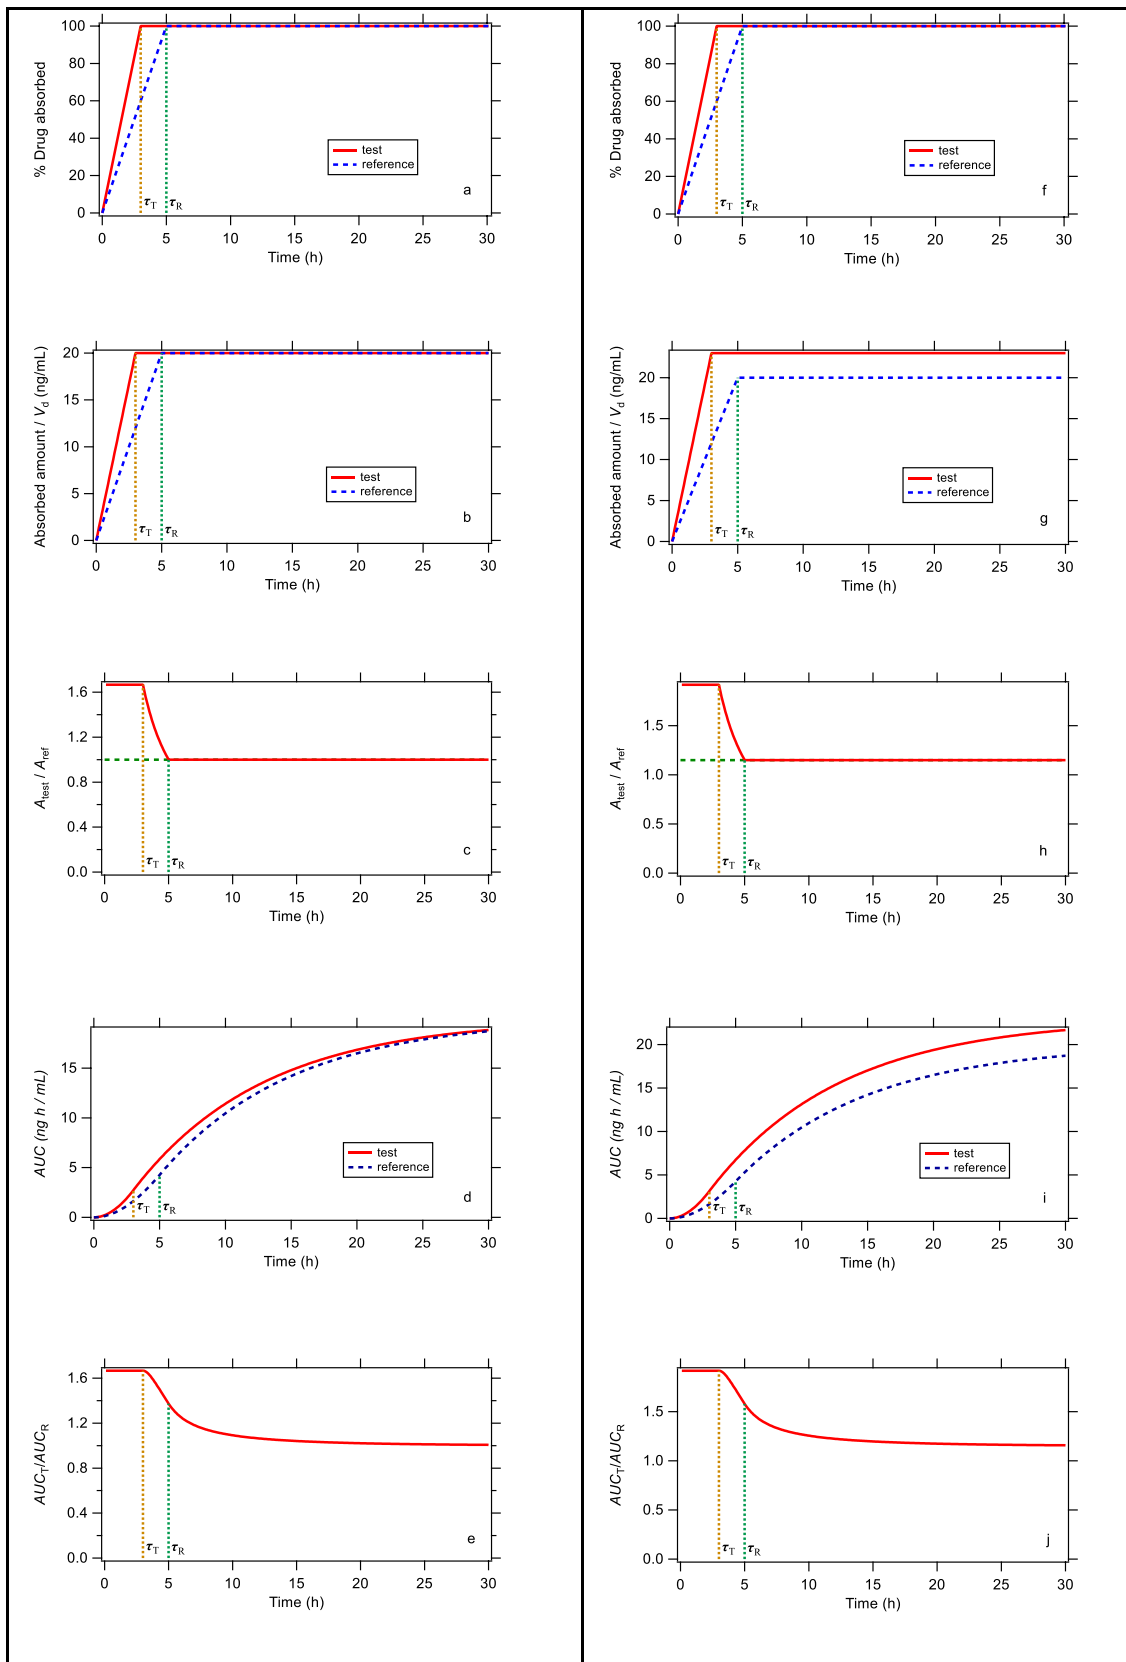 100
80
60
40
20
0
% Drug absorbed
test
reference
a
τT
τR
0 5 10 15 20 25 30
Time (h)
20
15
10
5
0
Absorbed amount / Vd (ng/mL)
test
reference
b
τT
τR
0 5 10 15 20 25 30
Time (h)
1.6
1.2
0.8
0.4
0.0
Atest / Aref
c
τT
τR
0 5 10 15 20 25 30
Time (h)
15
10
5
0
AUC (ng h / mL)
test
reference
d
τT
τR
0 5 10 15 20 25 30
Time (h)
1.6
1.2
0.8
0.4
0.0
AUCT/AUCR
e
τT
τR
0 5 10 15 20 25 30
Time (h)
100
80
60
40
20
0
% Drug absorbed
test
reference
f
τT
τR
0 5 10 15 20 25 30
Time (h)
20
15
10
5
0
Absorbed amount / Vd (ng/mL)
test
reference
g
τT
τR
0 5 10 15 20 25 30
Time (h)
1.5
1.0
0.5
0.0
Atest / Aref
h
τT
τR
0 5 10 15 20 25 30
Time (h)
20
15
10
5
0
AUC (ng h / mL)
test
reference
i
τT
τR
0 5 10 15 20 25 30
Time (h)
1.5
1.0
0.5
0.0
AUCT/AUCR
j
τT
τR
0 5 10 15 20 25 30
Time (h)